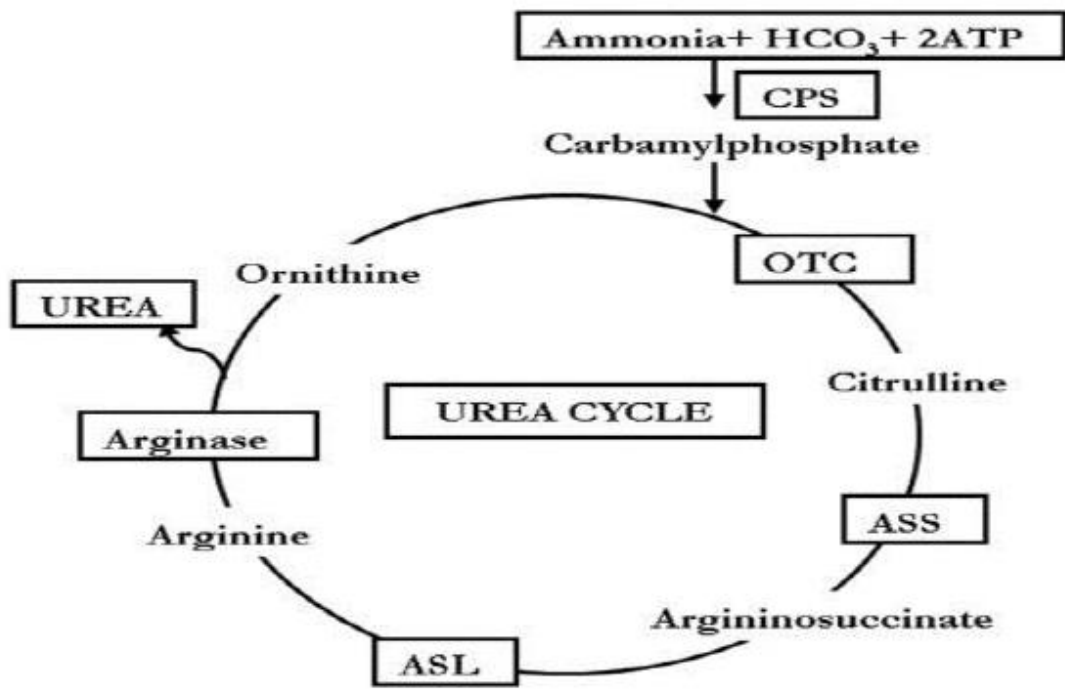 Ammonia+ HCO₃+ 2ATP
CPS
Carbamylphosphate
OTC
Ornithine
UREA
Citrulline
UREA CYCLE
Arginase
ASS
Arginine
Argininosuccinate
ASL